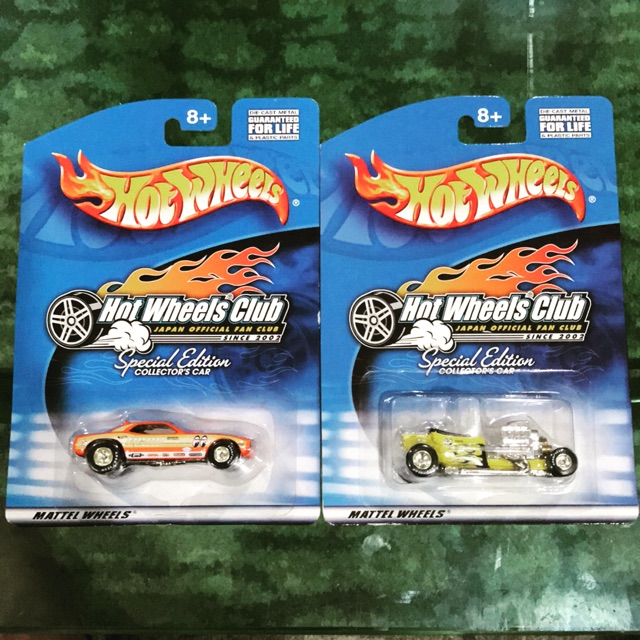 8+
DIE CAST METAL
GUARANTEED
FOR LIFE
& PLASTIC PARTS
Hot Wheels®
Hot Wheels® Club
JAPAN OFFICIAL FAN CLUB
SINCE 2002
Special Edition
COLLECTOR'S CAR
MATTEL WHEELS®
8+
DIE CAST METAL
GUARANTEED
FOR LIFE
& PLASTIC PARTS
Hot Wheels®
Hot Wheels® Club
JAPAN OFFICIAL FAN CLUB
SINCE 2002
Special Edition
COLLECTOR'S CAR
MATTEL WHEELS®